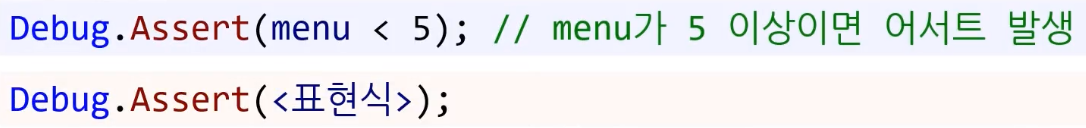 Debug.Assert(menu < 5); // menu가 5 이상이면 어서트 발생
Debug.Assert(<표현식>);